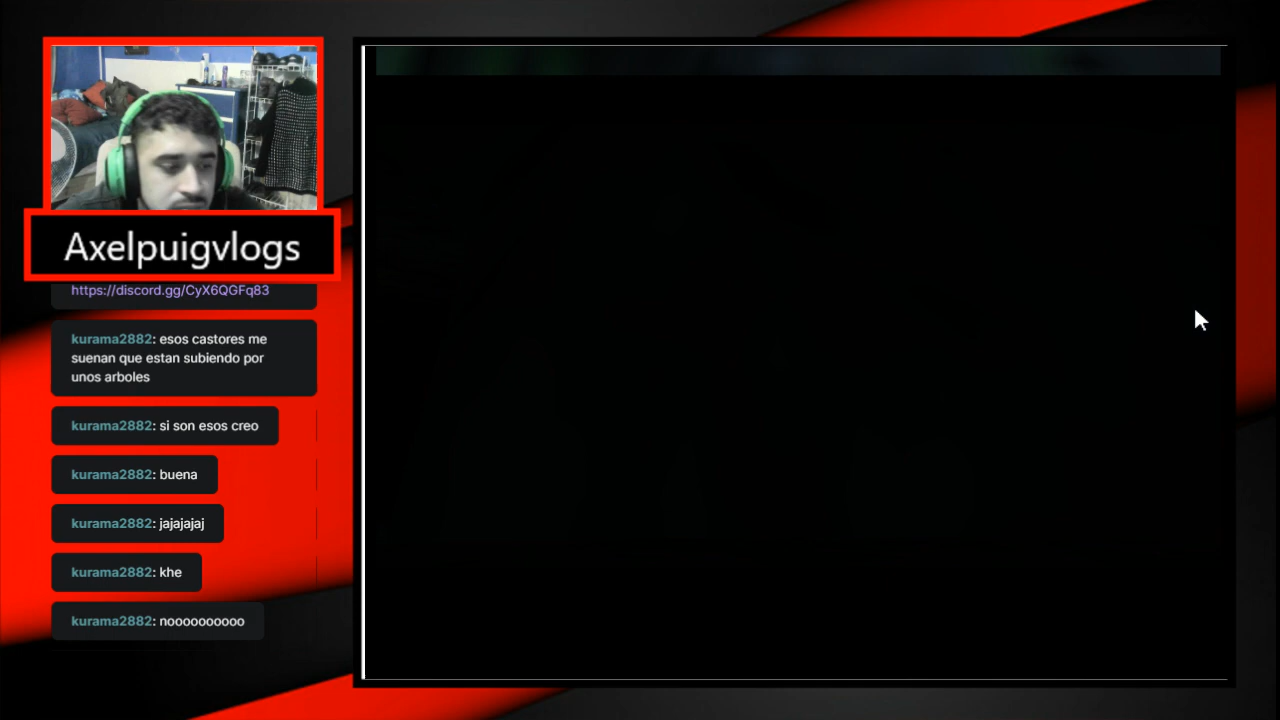 Axelpuigvlogs
https://discord.gg/CyX6QGFq83
kurama2882: esos castores me
suenan que estan subiendo por
unos arboles
kurama2882: si son esos creo
kurama2882: buena
kurama2882: jajajajaj
kurama2882: khe
kurama2882: noooooooooo